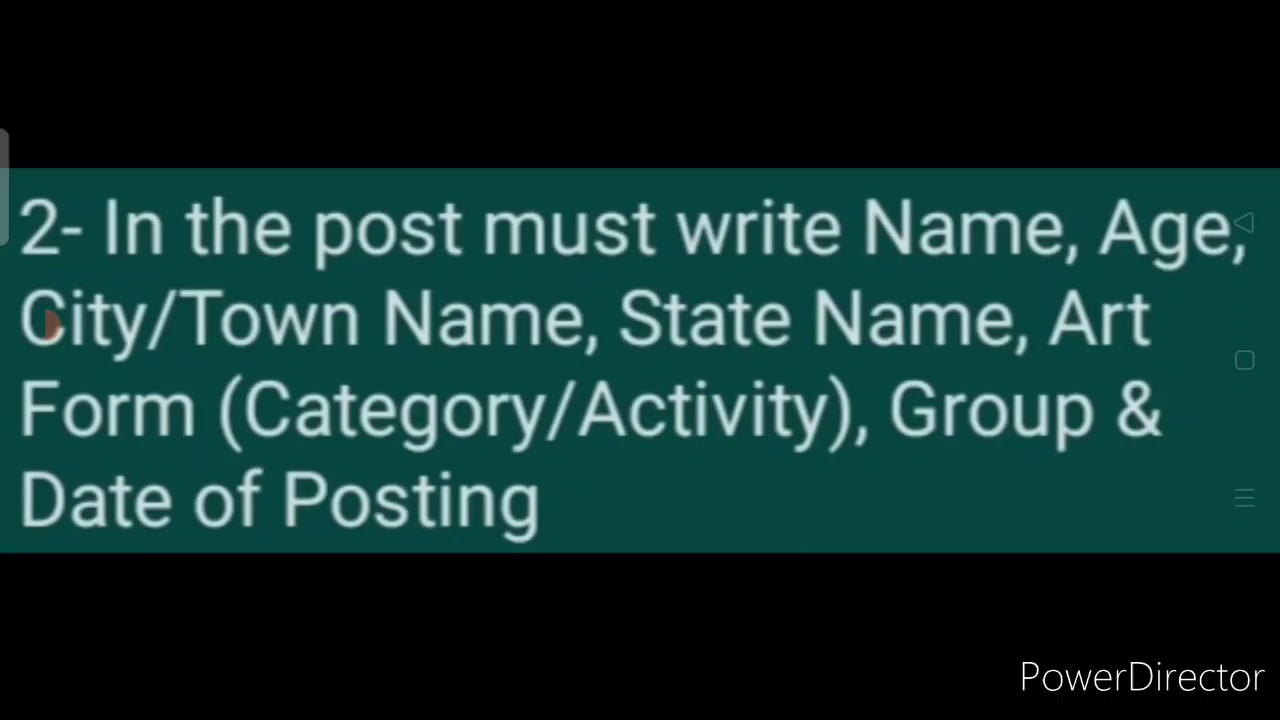 2- In the post must write Name, Age,
City/Town Name, State Name, Art
Form (Category/Activity), Group &
Date of Posting
PowerDirector